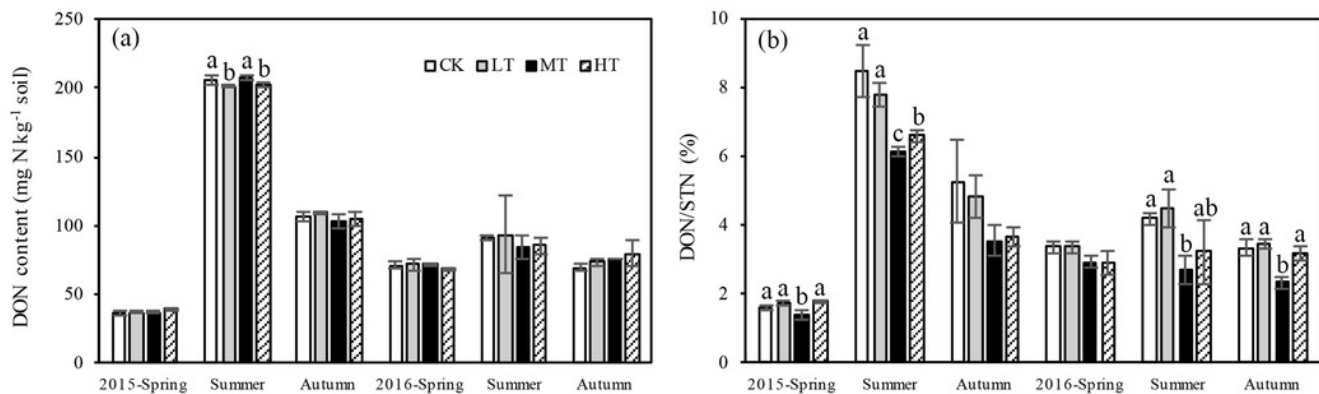 (a)
DON content (mg N kg⁻¹ soil)
250
200
150
100
50
0
a b a b
CK LT MT HT
2015-Spring Summer Autumn 2016-Spring Summer Autumn
(b)
DON/STN (%)
10
8
6
4
2
0
a a b a
a a c b
a a b ab
a a b a
2015-Spring Summer Autumn 2016-Spring Summer Autumn